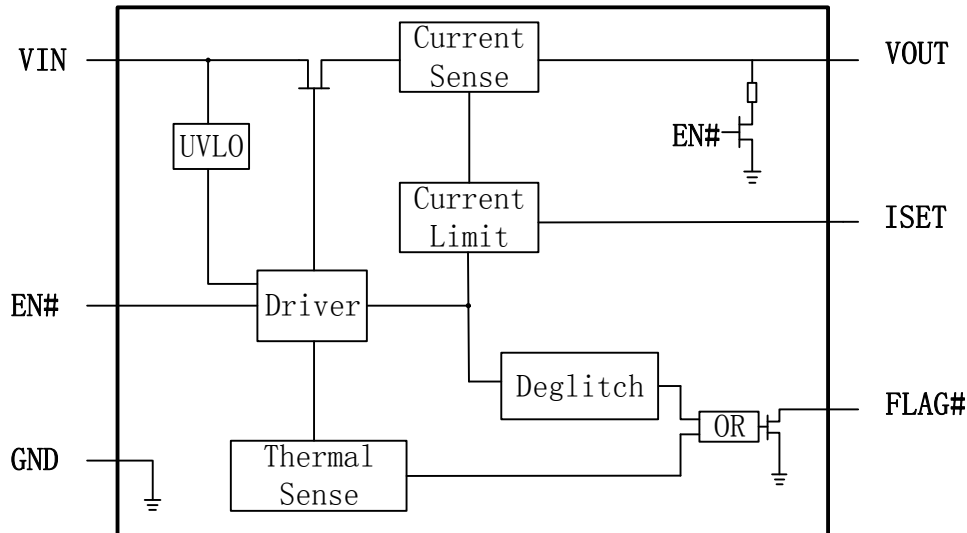 VIN
Current
Sense
VOUT
UVLO
EN#
Current
Limit
ISET
EN#
Driver
Deglitch
FLAG#
OR
GND
Thermal
Sense